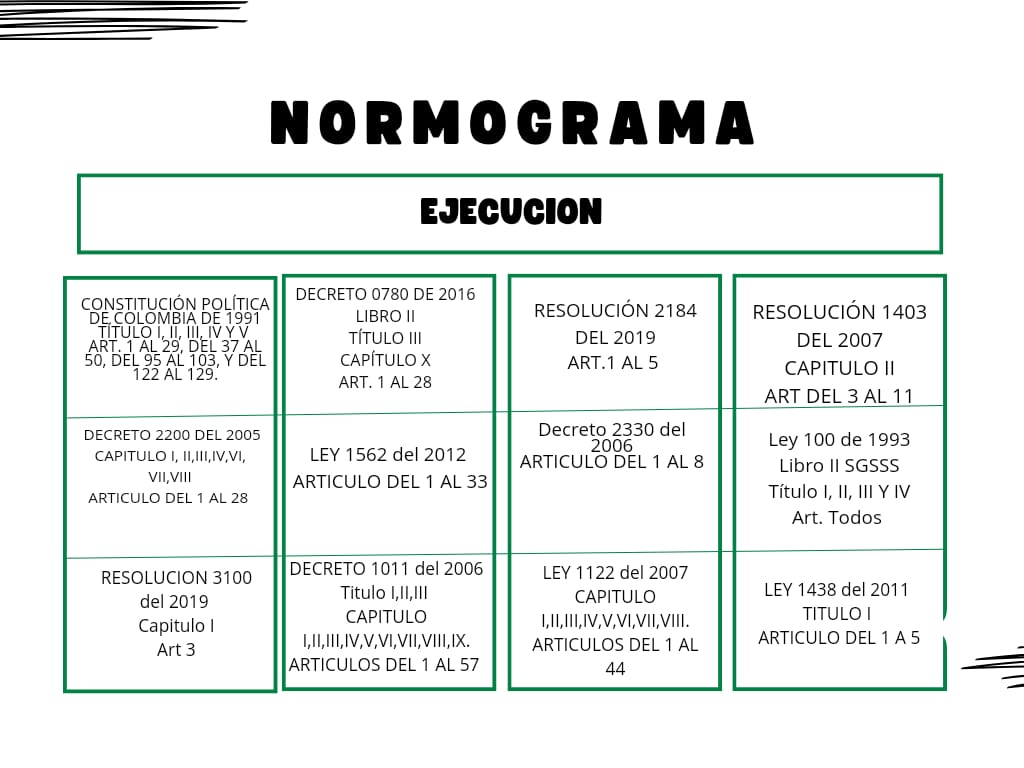 NORMOGRAMA
EJECUCION
CONSTITUCIÓN POLÍTICA
DE COLOMBIA DE 1991
TÍTULO I, II, III, IV Y V
ART. 1 AL 29, DEL 37 AL
50, DEL 95 AL 103, Y DEL
122 AL 129.
DECRETO 0780 DE 2016
LIBRO II
TÍTULO III
CAPÍTULO X
ART. 1 AL 28
RESOLUCIÓN 2184
DEL 2019
ART.1 AL 5
RESOLUCIÓN 1403
DEL 2007
CAPITULO II
ART DEL 3 AL 11
DECRETO 2200 DEL 2005
CAPITULO I, II,III,IV,VI,
VII,VIII
ARTICULO DEL 1 AL 28
LEY 1562 del 2012
ARTICULO DEL 1 AL 33
Decreto 2330 del
2006
ARTICULO DEL 1 AL 8
Ley 100 de 1993
Libro II SGSSS
Título I, II, III Y IV
Art. Todos
RESOLUCION 3100
del 2019
Capitulo I
Art 3
DECRETO 1011 del 2006
Titulo I,II,III
CAPITULO
I,II,III,IV,V,VI,VII,VIII,IX.
ARTICULOS DEL 1 AL 57
LEY 1122 del 2007
CAPITULO
I,II,III,IV,V,VI,VII,VIII.
ARTICULOS DEL 1 AL
44
LEY 1438 del 2011
TITULO I
ARTICULO DEL 1 A 5